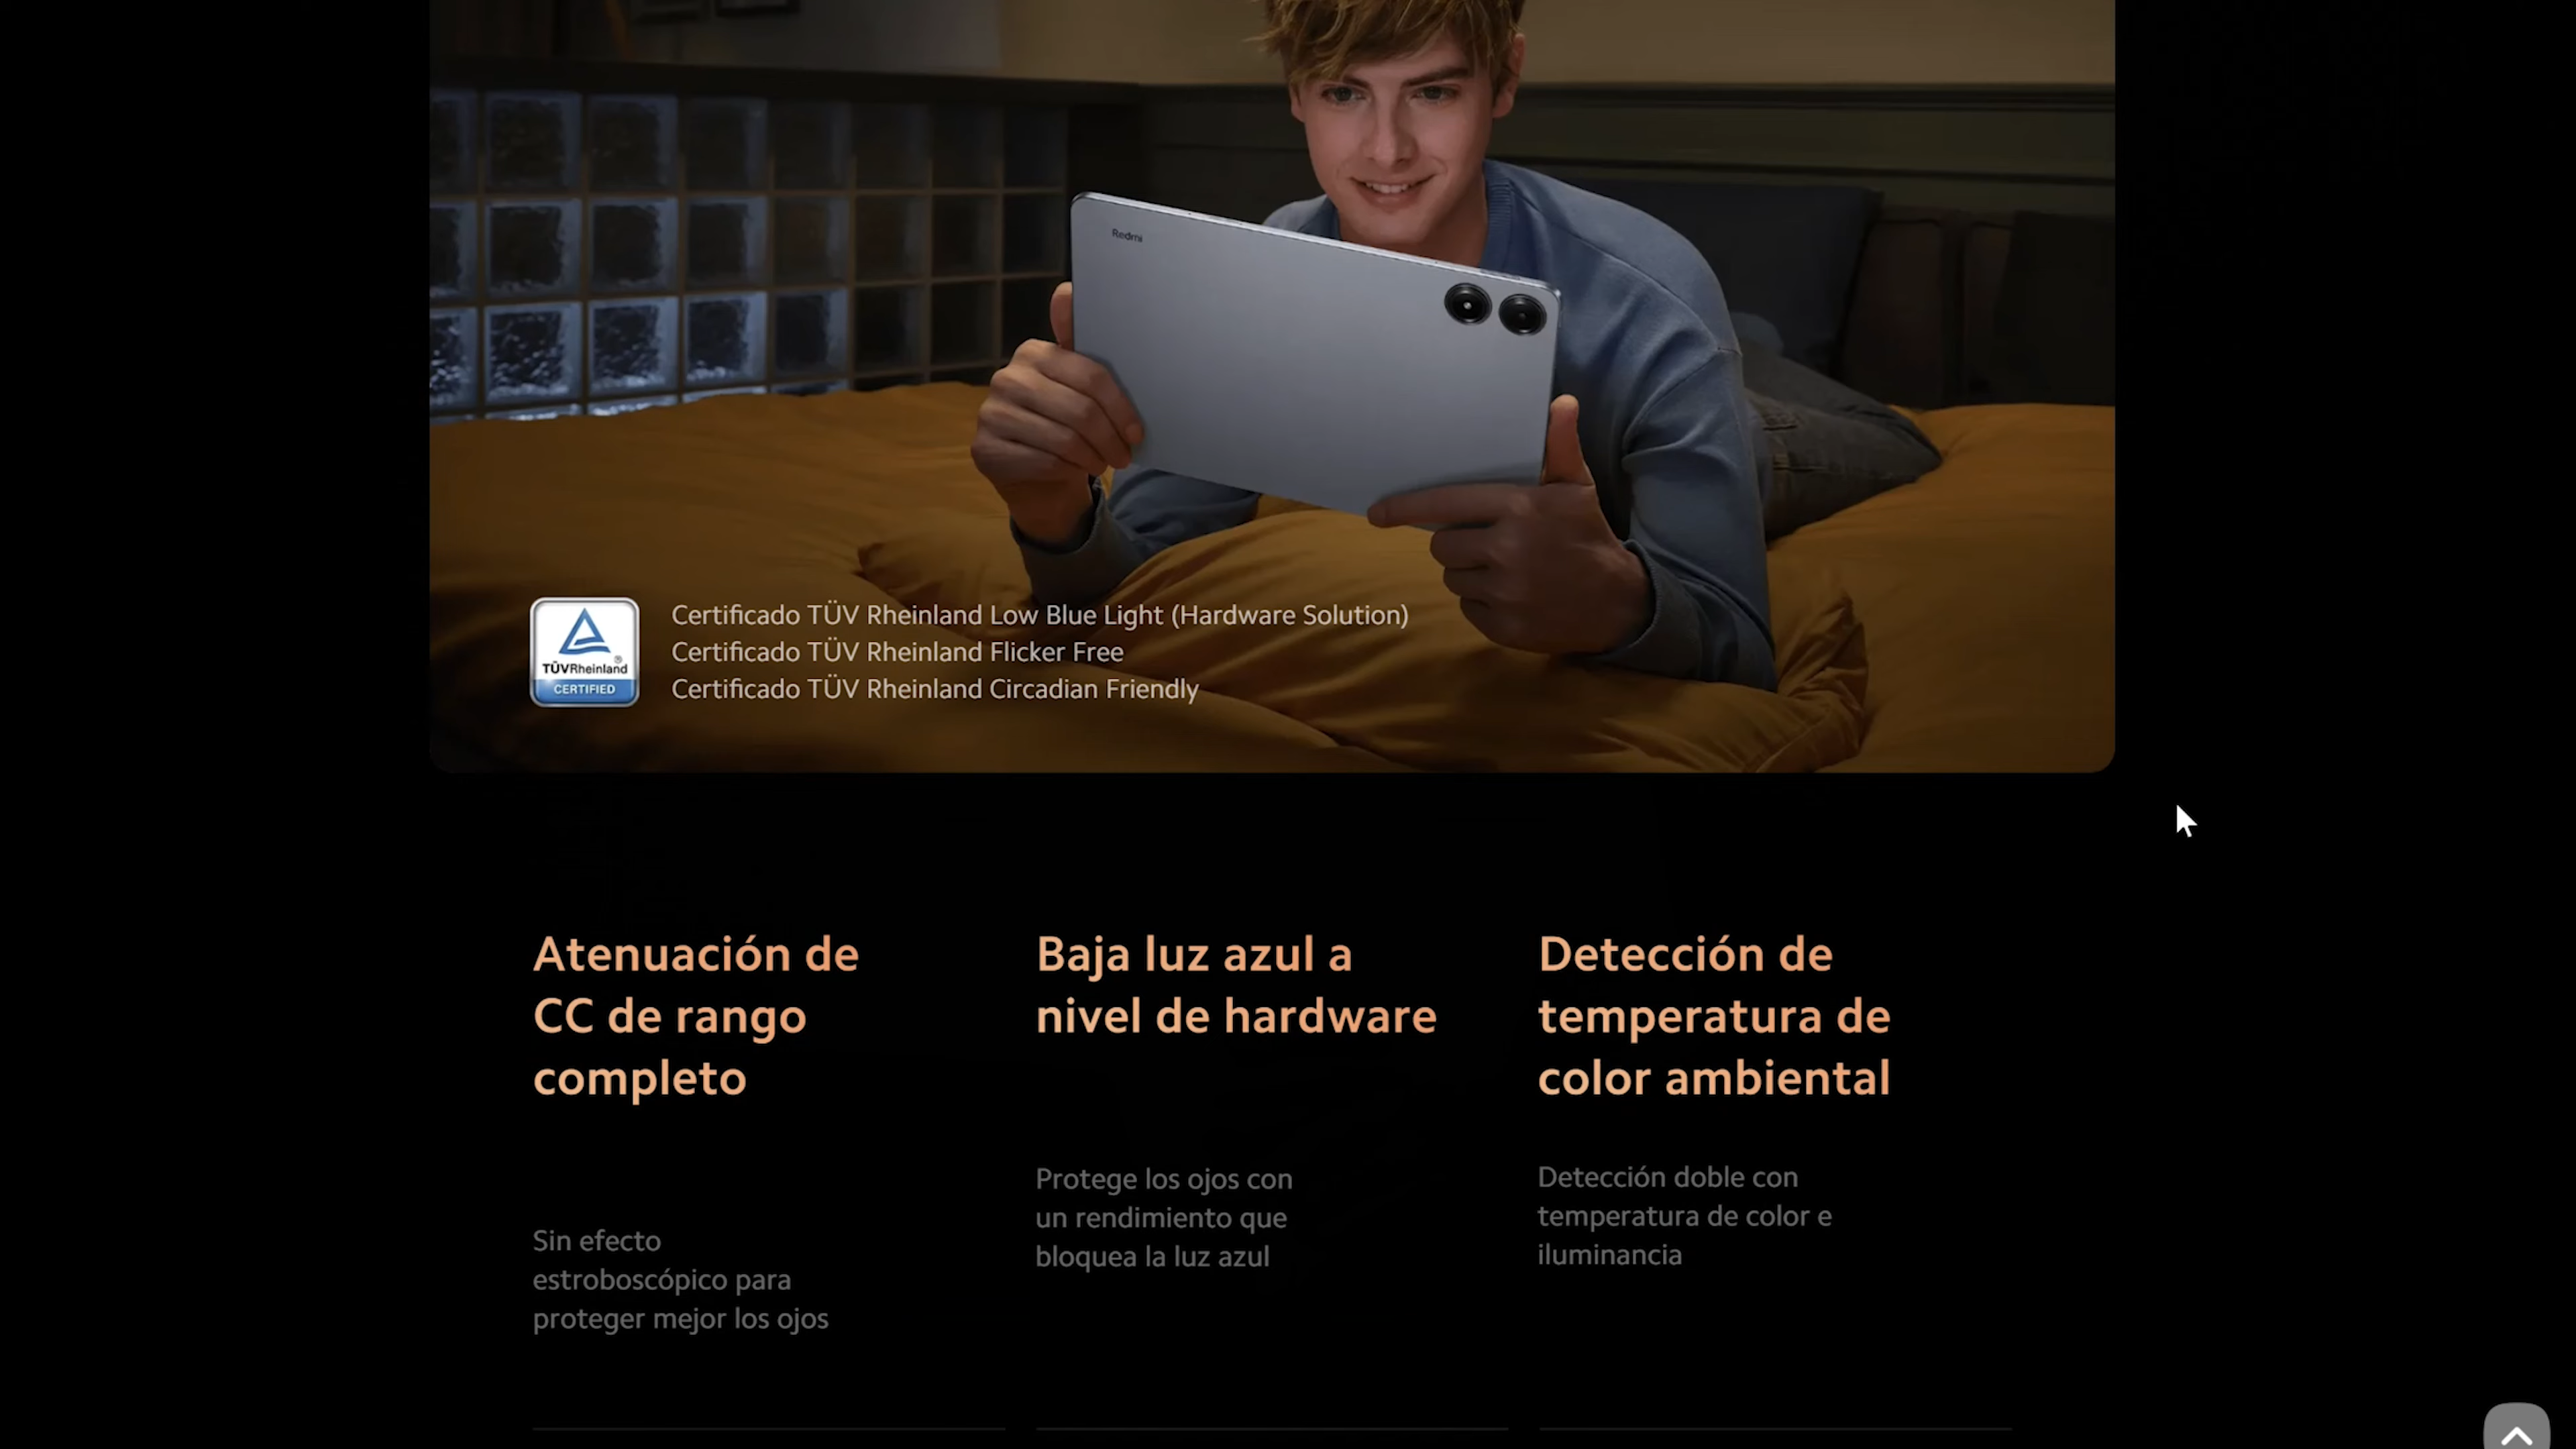 Redmi
TÜVRheinland®
CERTIFIED
Certificado TÜV Rheinland Low Blue Light (Hardware Solution)
Certificado TÜV Rheinland Flicker Free
Certificado TÜV Rheinland Circadian Friendly
Atenuación de
CC de rango
completo
Sin efecto
estroboscópico para
proteger mejor los ojos
Baja luz azul a
nivel de hardware
Protege los ojos con
un rendimiento que
bloquea la luz azul
Detección de
temperatura de
color ambiental
Detección doble con
temperatura de color e
iluminancia